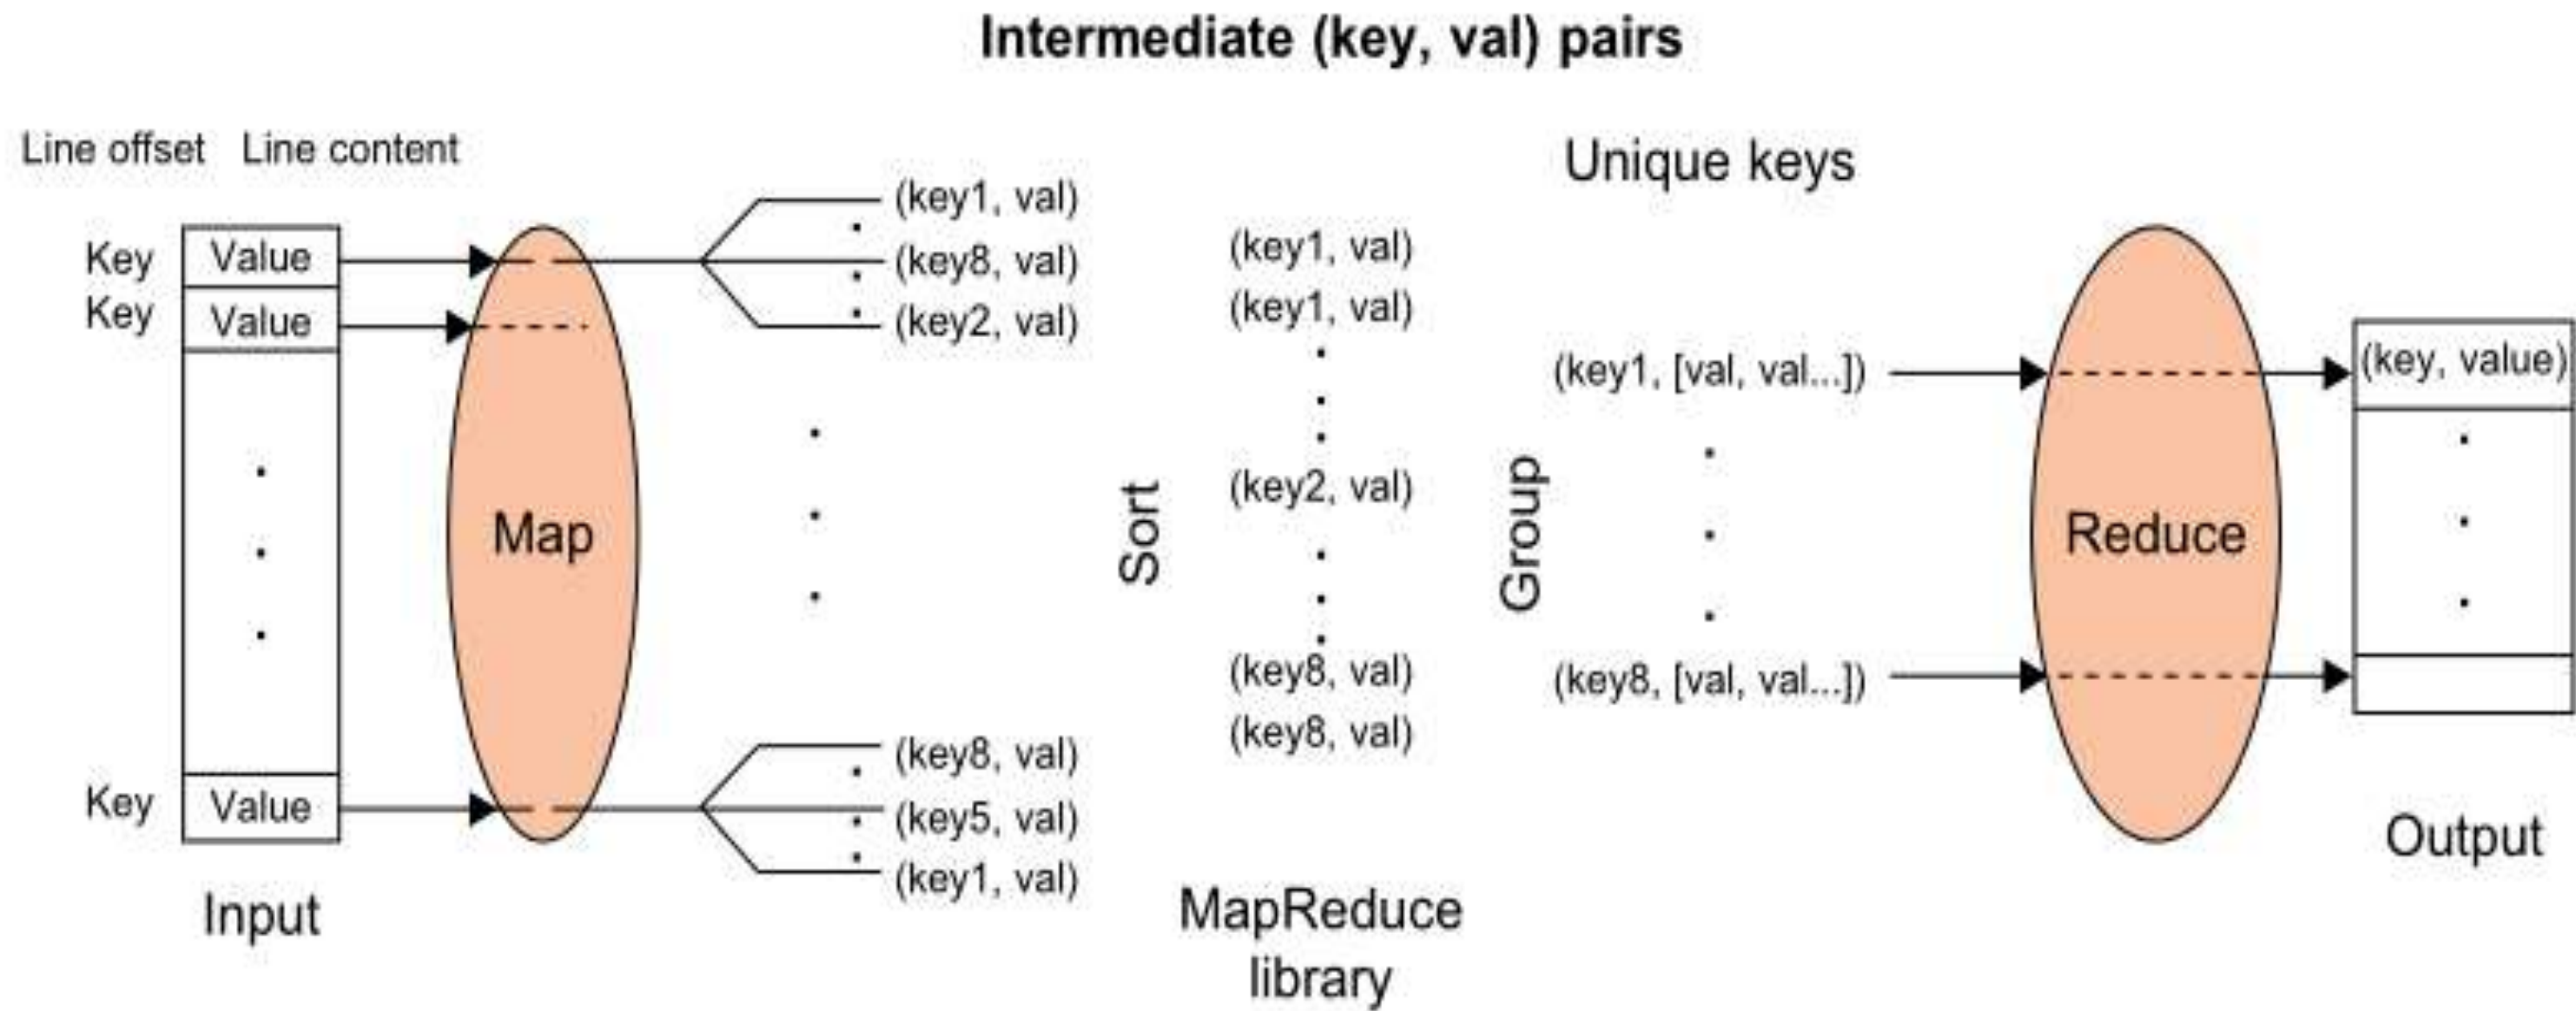 Intermediate (key, val) pairs
Line offset Line content
Unique keys
Key Value
Key Value
Key Value
Input
Map
(key1, val)
(key8, val)
(key2, val)
(key8, val)
(key5, val)
(key1, val)
Sort
(key1, val)
(key1, val)
(key2, val)
(key8, val)
(key8, val)
MapReduce
library
Group
(key1, [val, val...])
(key8, [val, val...])
Reduce
(key, value)
Output